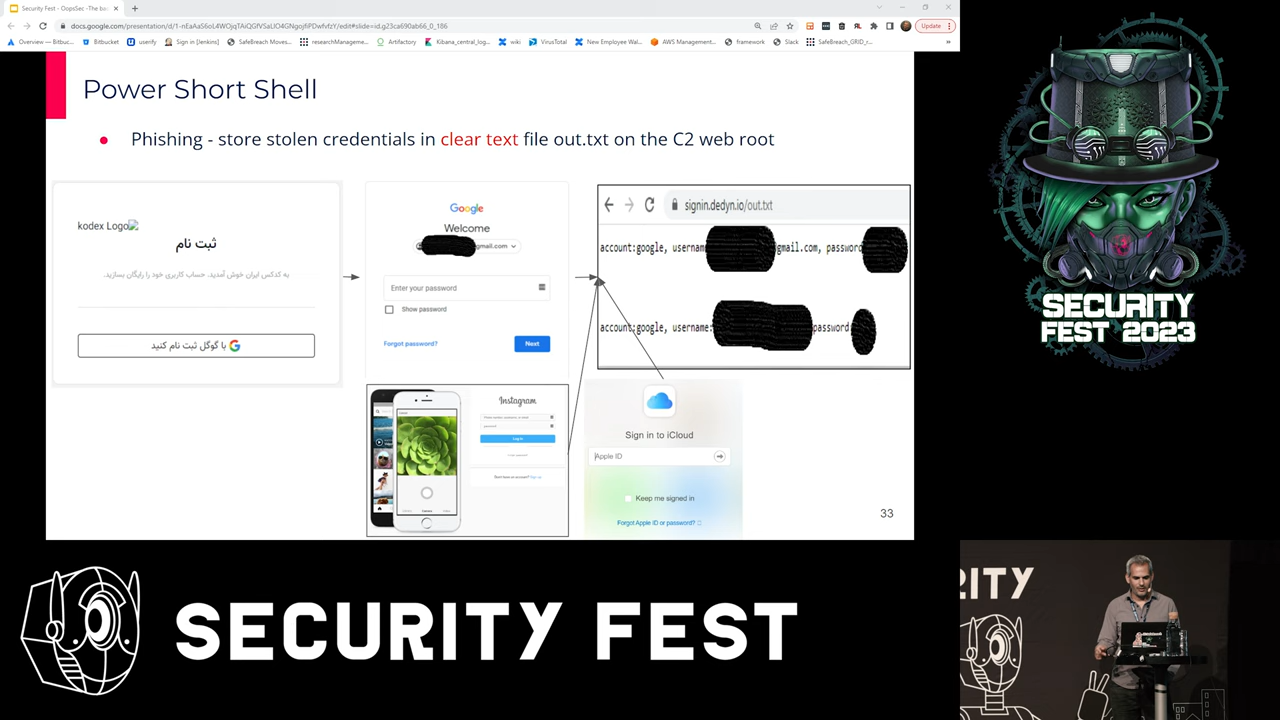 Security Fest - OopSec -The ba
docs.google.com/presentation/d/1-nEaAaS6oL4WOjqTAiQGfVSaLIO4GNgojfiPDwfvfzY/edit#slide=id.g23ca690ab66_0_186
Update
Overview — Bitbuc...
Bitbucket
userify
Sign in [Jenkins]
SafeBreach Moves...
researchManageme...
Artifactory
Kibana_central_log...
wiki
VirusTotal
New Employee Wal...
AWS Management...
framework
Slack
SafeBreach_GRID_r...
Power Short Shell
Phishing - store stolen credentials in clear text file out.txt on the C2 web root
kodex Logo
ثبت نام
به کدکس ایران خوش آمدید. حساب کاربری خود را رایگان بسازید.
با گوگل ثبت نام کنید
Google
Welcome
gmail.com
Enter your password
Show password
Forgot password?
Next
signin.dedyn.io/out.txt
account:google, usernam gmail.com, password
account:google, username: password
Instagram
Log in
Sign in to iCloud
Apple ID
Keep me signed in
Forgot Apple ID or password?
33
SECURITY
FEST 2023
SECURITY FEST
RITY